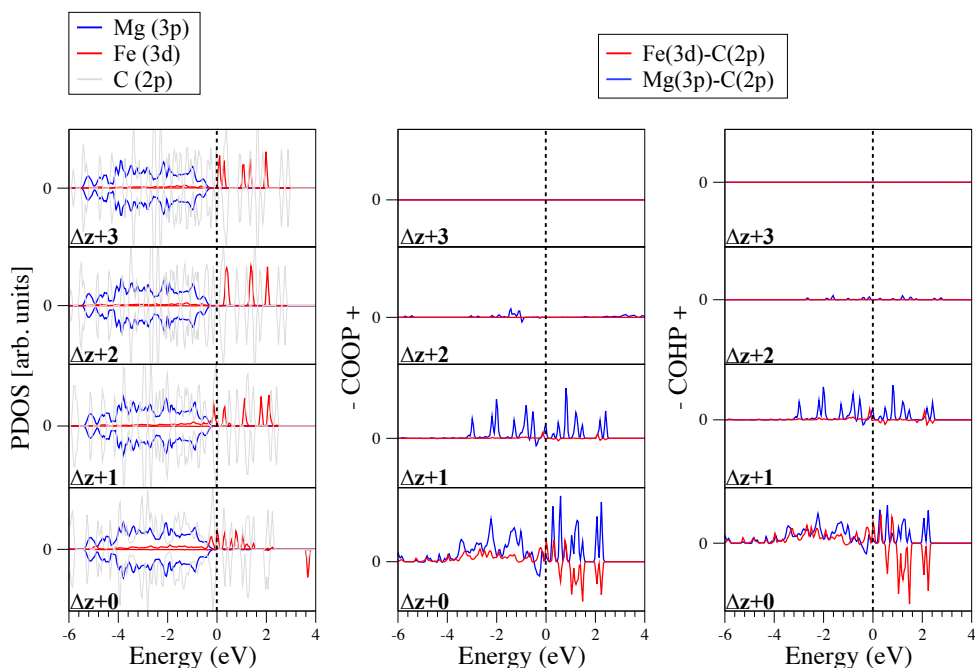 Mg (3p)
Fe (3d)
C (2p)
Fe(3d)-C(2p)
Mg(3p)-C(2p)
PDOS [arb. units]
0
Δz+3
0
Δz+2
0
Δz+1
0
Δz+0
-6 -4 -2 0 2 4
Energy (eV)
- COOP +
0
Δz+3
0
Δz+2
0
Δz+1
0
Δz+0
-6 -4 -2 0 2 4
Energy (eV)
- COHP +
0
Δz+3
0
Δz+2
0
Δz+1
0
Δz+0
-6 -4 -2 0 2 4
Energy (eV)